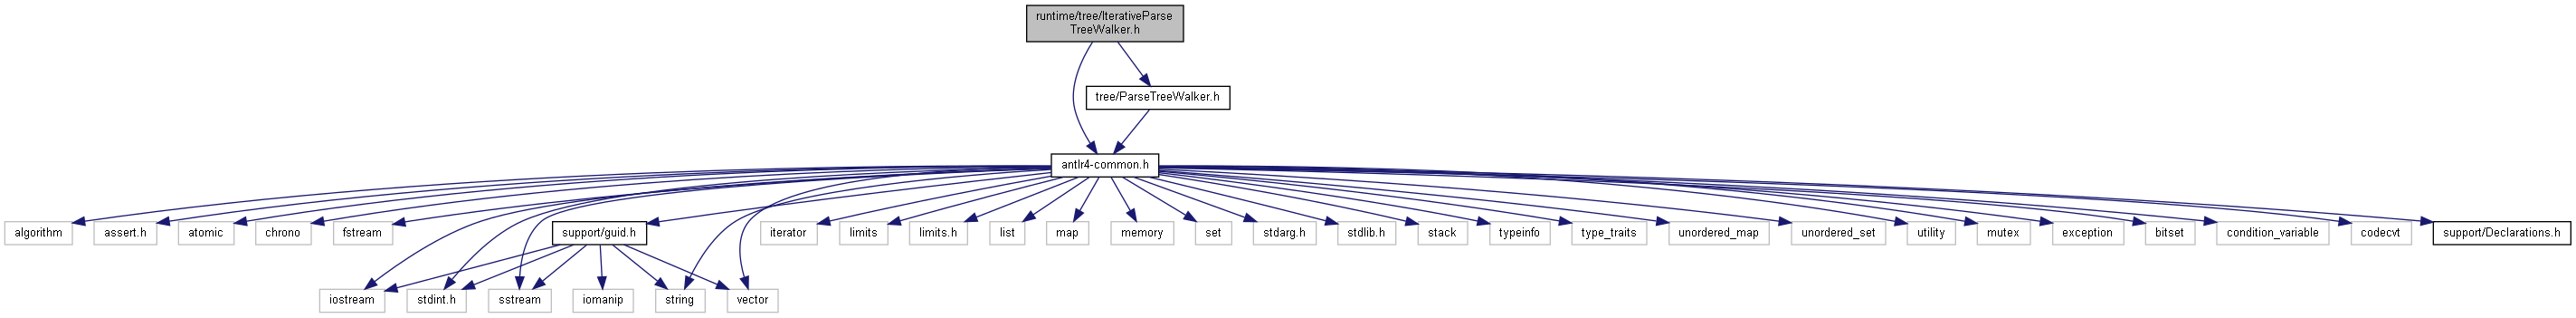 runtime/tree/IterativeParse
TreeWalker.h
tree/ParseTreeWalker.h
antlr4-common.h
algorithm
assert.h
atomic
chrono
fstream
support/guid.h
iterator
limits
limits.h
list
map
memory
set
stdarg.h
stdlib.h
stack
typeinfo
type_traits
unordered_map
unordered_set
utility
mutex
exception
bitset
condition_variable
codecvt
support/Declarations.h
iostream
stdint.h
sstream
iomanip
string
vector